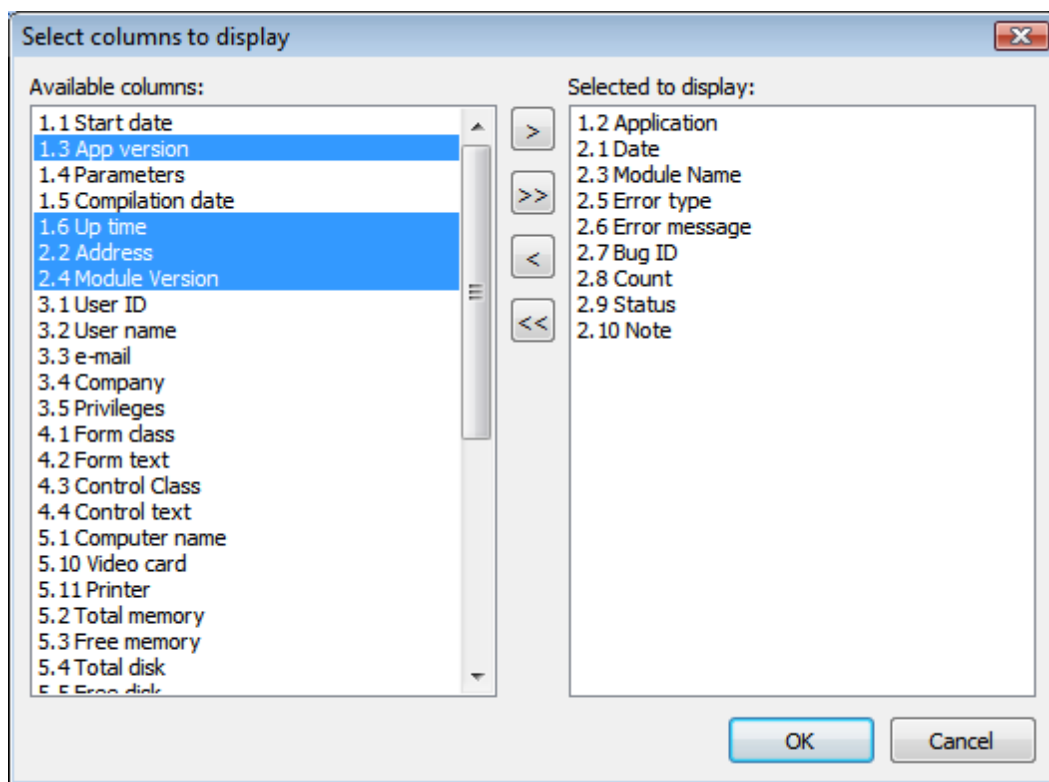 Select columns to display
Available columns:
1.1 Start date
1.3 App version
1.4 Parameters
1.5 Compilation date
1.6 Up time
2.2 Address
2.4 Module Version
3.1 User ID
3.2 User name
3.3 e-mail
3.4 Company
3.5 Privileges
4.1 Form class
4.2 Form text
4.3 Control Class
4.4 Control text
5.1 Computer name
5.10 Video card
5.11 Printer
5.2 Total memory
5.3 Free memory
5.4 Total disk
5.5 Free disk
>
>>
<
<<
Selected to display:
1.2 Application
2.1 Date
2.3 Module Name
2.5 Error type
2.6 Error message
2.7 Bug ID
2.8 Count
2.9 Status
2.10 Note
OK
Cancel